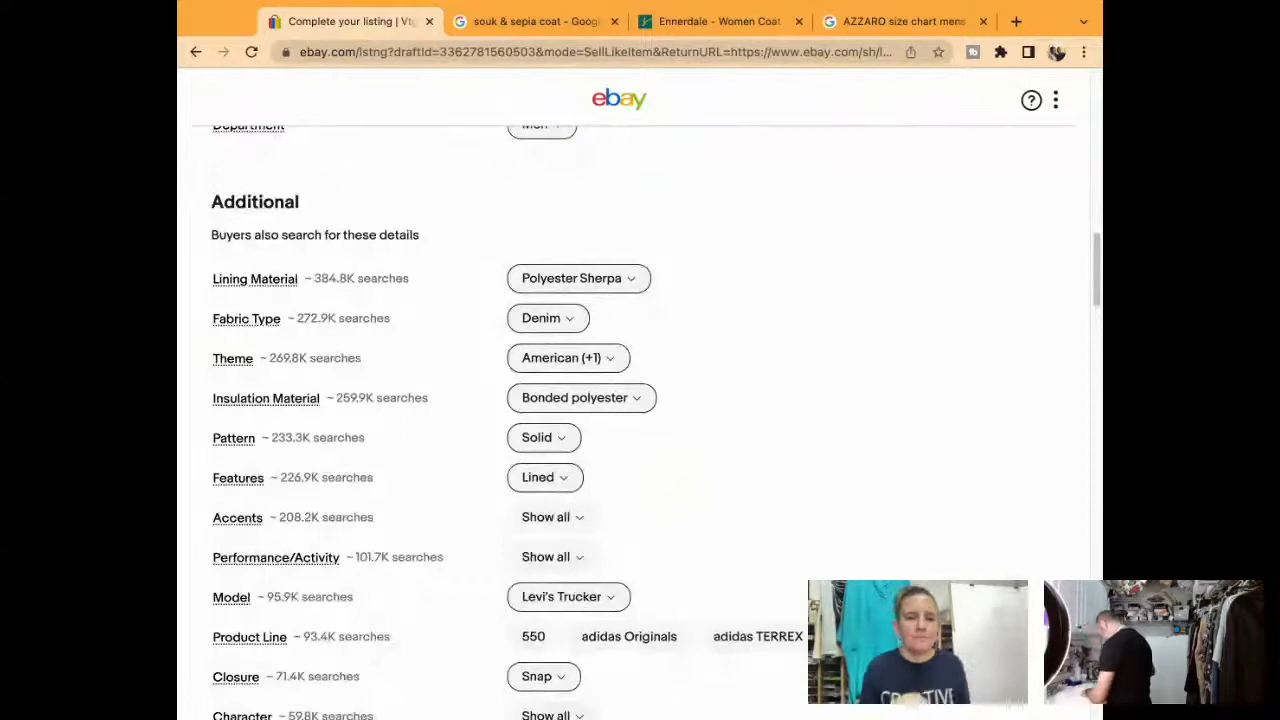 Complete your listing | Vtg
souk & sepia coat - Googl
Ennerdale - Women Coat
AZZARO size chart mens
ebay.com/lstng?draftId=3362781560503&mode=SellLikeItem&ReturnURL=https://www.ebay.com/sh/l...
ebay
Department Men
Additional
Buyers also search for these details
Lining Material ~ 384.8K searches Polyester Sherpa
Fabric Type ~ 272.9K searches Denim
Theme ~ 269.8K searches American (+1)
Insulation Material ~ 259.9K searches Bonded polyester
Pattern ~ 233.3K searches Solid
Features ~ 226.9K searches Lined
Accents ~ 208.2K searches Show all
Performance/Activity ~ 101.7K searches Show all
Model ~ 95.9K searches Levi's Trucker
Product Line ~ 93.4K searches 550 adidas Originals adidas TERREX
Closure ~ 71.4K searches Snap
Character ~ 59.8K searches Show all
CREATIVE